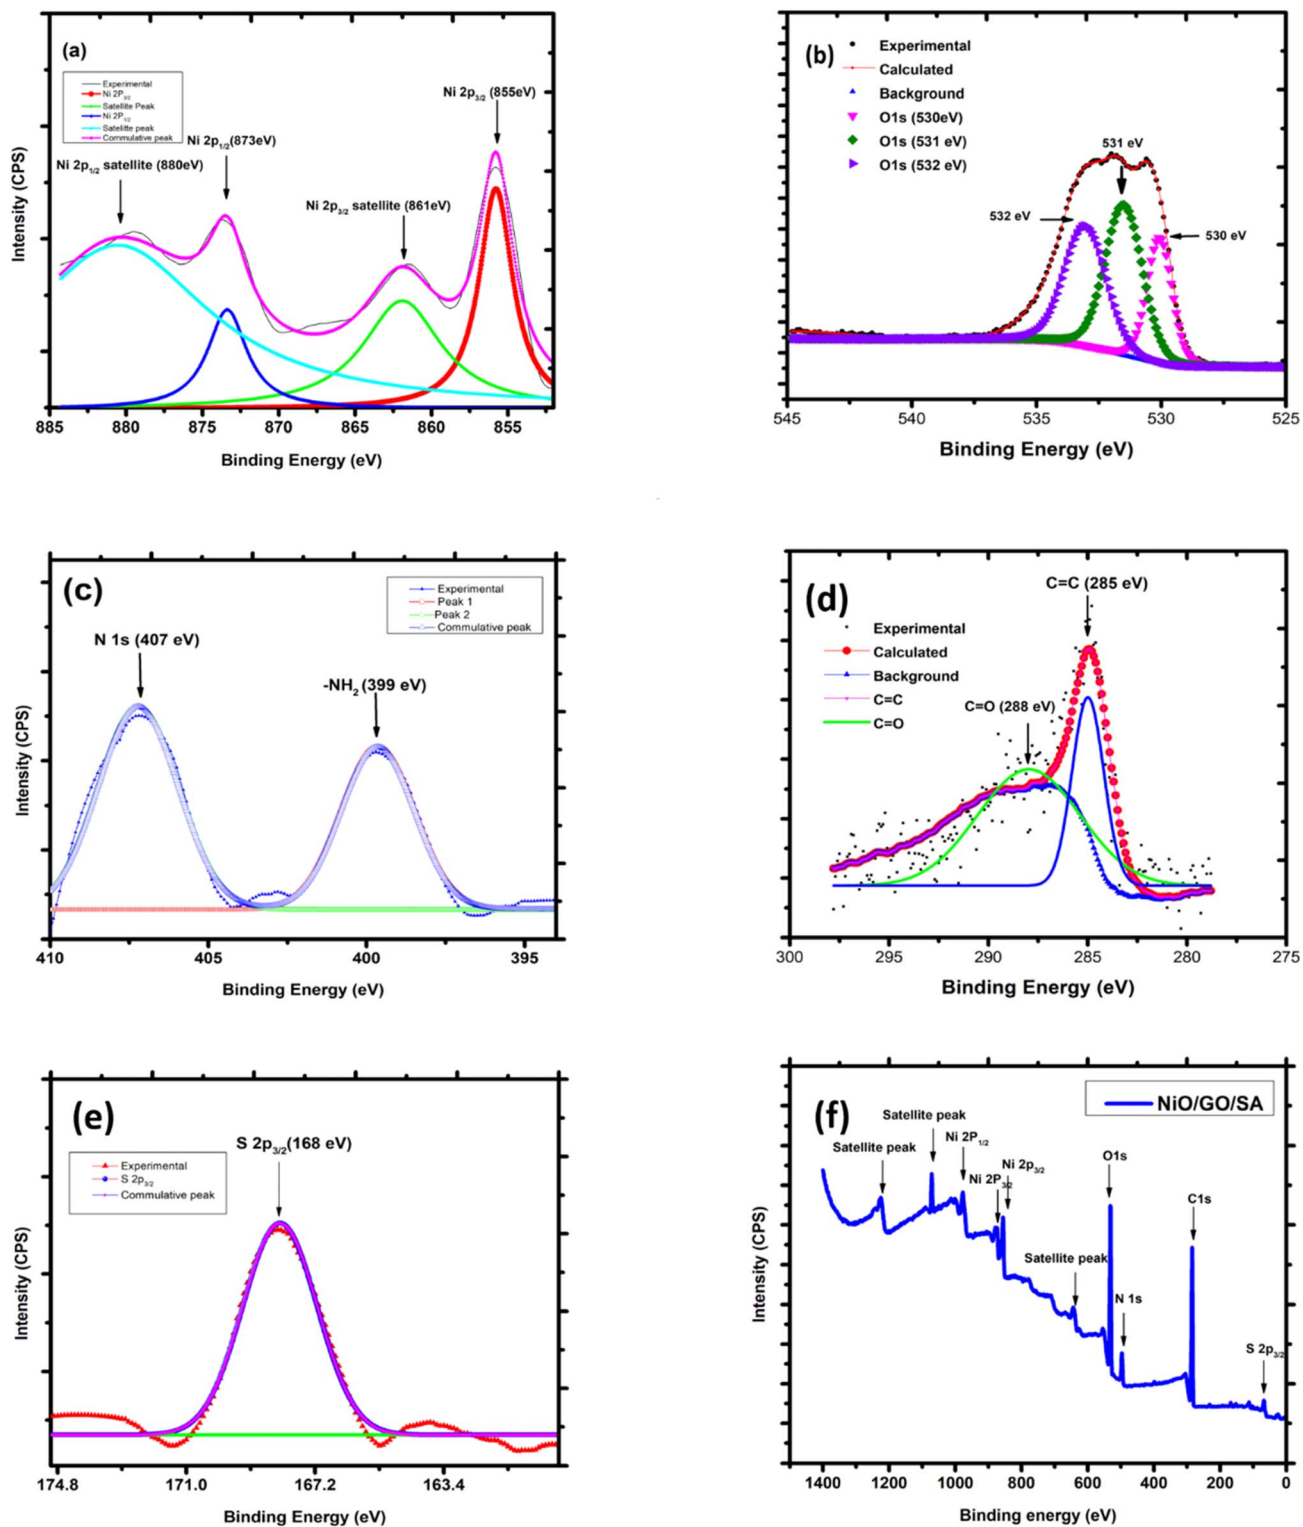 (a)
Experimental
Ni 2P3/2
Satellite Peak
Ni 2P1/2
Satelitte peak
Commulative peak
Ni 2p3/2 (855eV)
Ni 2p1/2(873eV)
Ni 2p1/2 satellite (880eV)
Ni 2p3/2 satellite (861eV)
Intensity (CPS)
885 880 875 870 865 860 855
Binding Energy (eV)
(b)
Experimental
Calculated
Background
O1s (530eV)
O1s (531 eV)
O1s (532 eV)
531 eV
532 eV
530 eV
Intensity (CPS)
545 540 535 530 525
Binding Energy (eV)
(c)
Experimental
Peak 1
Peak 2
Commulative peak
N 1s (407 eV)
-NH2 (399 eV)
Intensity (CPS)
410 405 400 395
Binding Energy (eV)
(d)
C=C (285 eV)
Experimental
Calculated
Background
C=C
C=O
C=O (288 eV)
Intensity (CPS)
300 295 290 285 280 275
Binding Energy (eV)
(e)
S 2p3/2(168 eV)
Experimental
S 2p3/2
Commulative peak
Intensity (CPS)
174.8 171.0 167.2 163.4
Binding Energy (eV)
(f)
NiO/GO/SA
Satellite peak
Satellite peak
Ni 2P1/2
Ni 2p3/2
Ni 2P3/2
O1s
C1s
Satellite peak
N 1s
S 2p3/2
Intensity (CPS)
1400 1200 1000 800 600 400 200 0
Binding energy (eV)